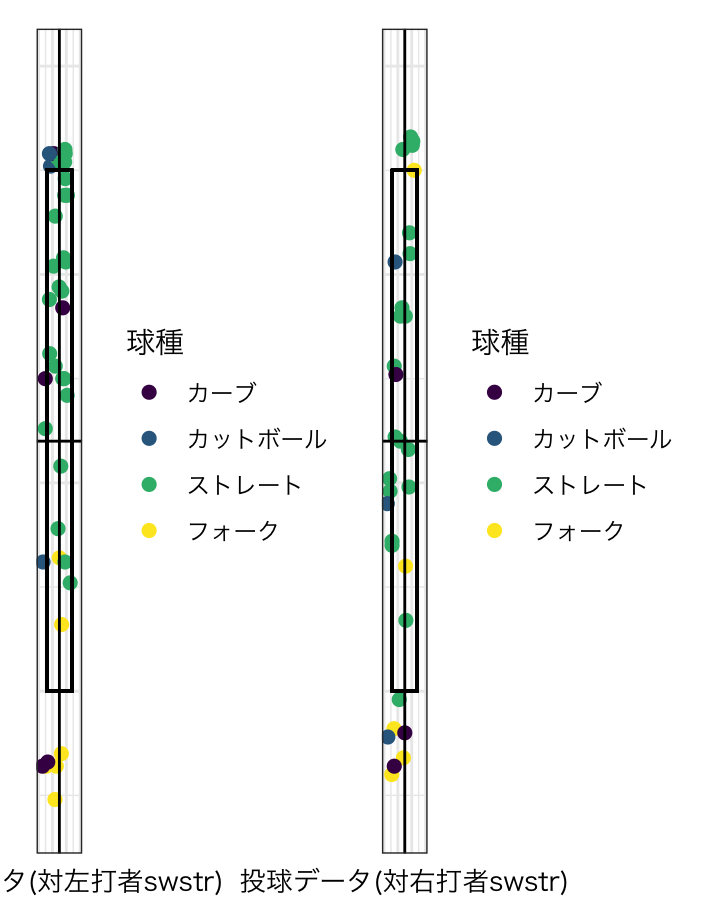 球種
カーブ
カットボール
ストレート
フォーク
球種
カーブ
カットボール
ストレート
フォーク
タ(対左打者swstr)
投球データ(対右打者swstr)